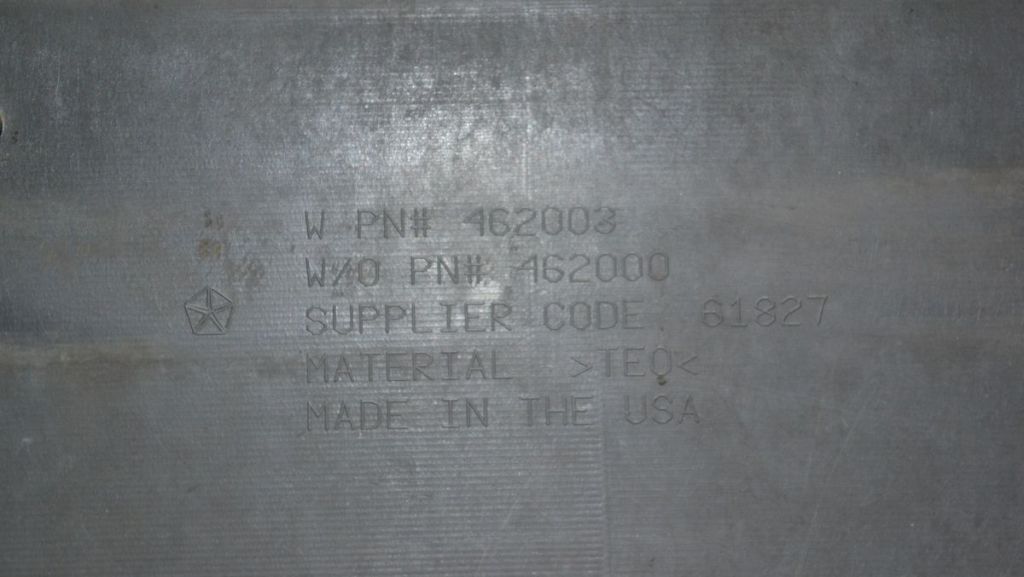 W PN# 462003
W/O PN# 462000
SUPPLIER CODE 61827
MATERIAL >TEO<
MADE IN THE USA